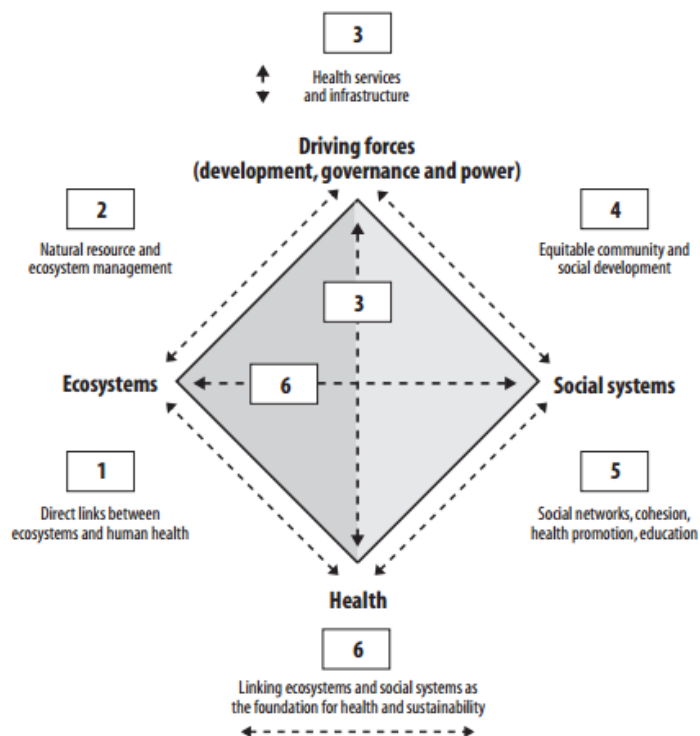 3
Health services
and infrastructure
Driving forces
(development, governance and power)
2
Natural resource and
ecosystem management
4
Equitable community and
social development
3
Ecosystems
6
Social systems
1
Direct links between
ecosystems and human health
5
Social networks, cohesion,
health promotion, education
Health
6
Linking ecosystems and social systems as
the foundation for health and sustainability